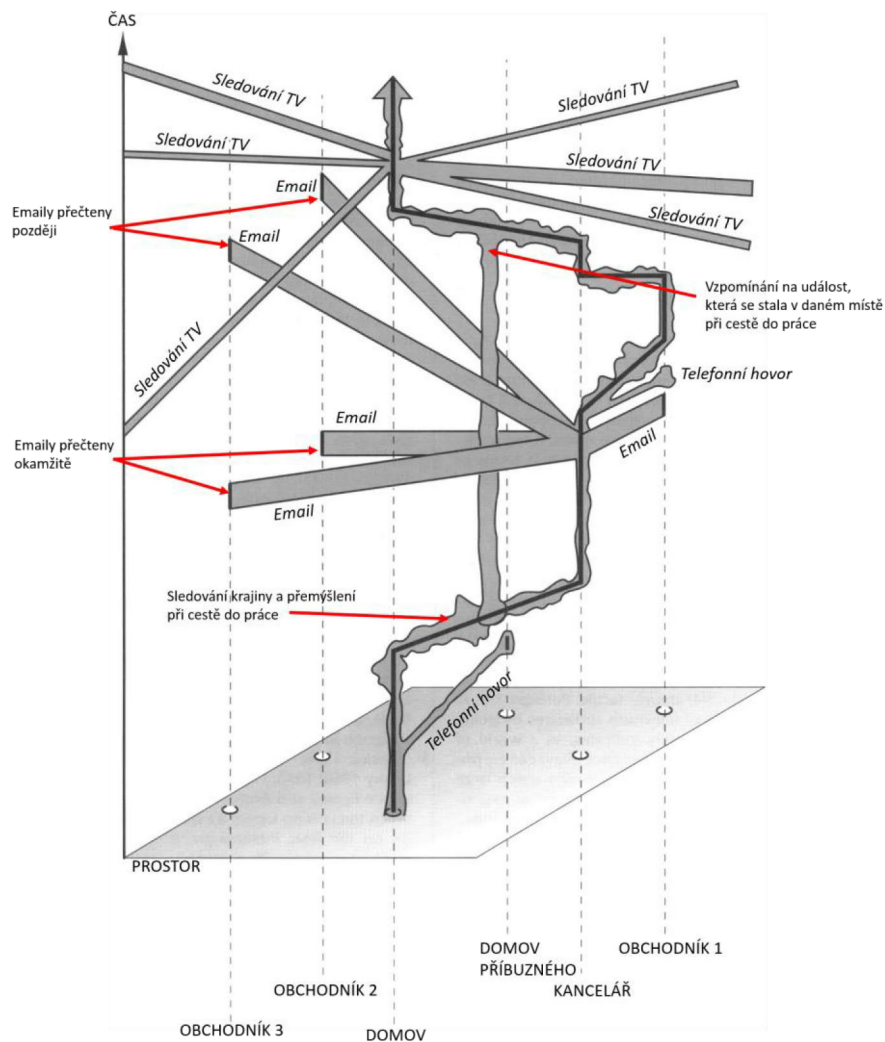 ČAS
Sledování TV
Sledování TV
Sledování TV
Sledování TV
Email
Sledování TV
Emaily přečteny
později
Email
Vzpomínání na událost,
která se stala v daném místě
při cestě do práce
Sledování TV
Telefonní hovor
Email
Emaily přečteny
okamžitě
Email
Email
Sledování krajiny a přemýšlení
při cestě do práce
Telefonní hovor
PROSTOR
DOMOV
PŘÍBUZNÉHO
OBCHODNÍK 1
KANCELÁŘ
OBCHODNÍK 2
OBCHODNÍK 3
DOMOV